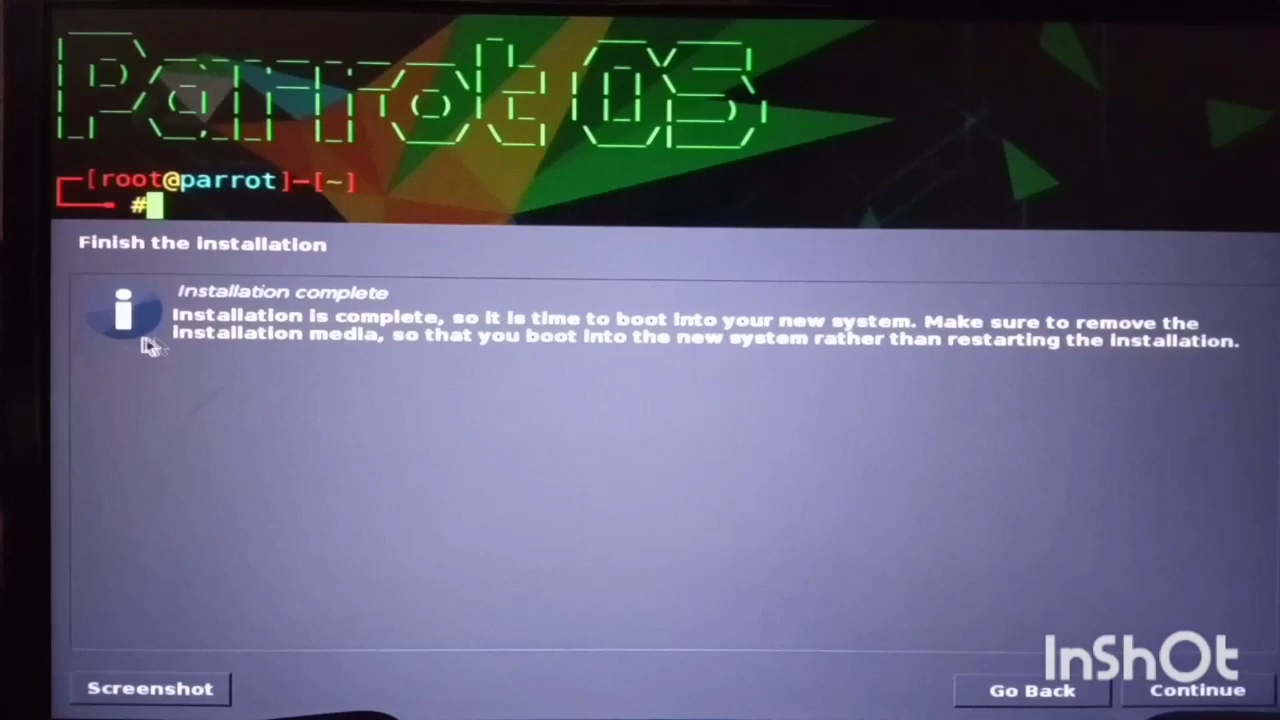 Parrot OS
[root@parrot]-[~]
#
Finish the installation
Installation complete
Installation is complete, so it is time to boot into your new system. Make sure to remove the
installation media, so that you boot into the new system rather than restarting the installation.
Screenshot
Go Back
Continue
InShOt